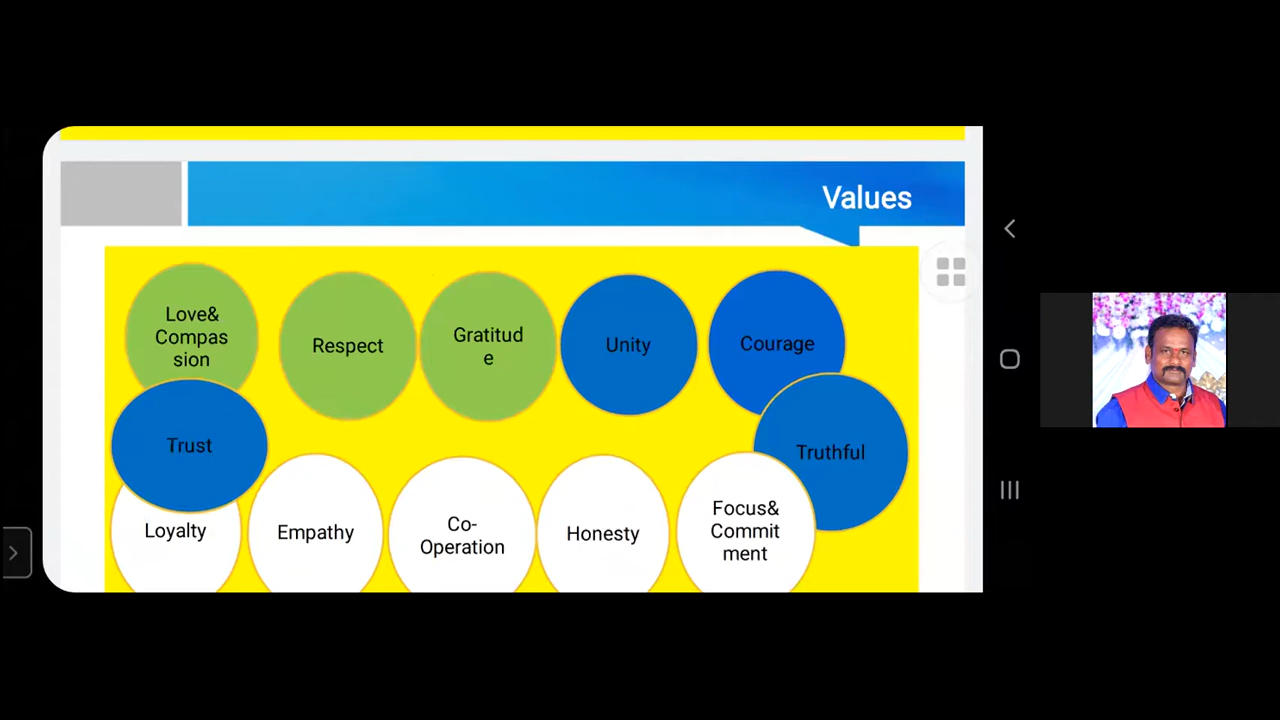 Values
Love&
Compas
sion
Respect
Gratitud
e
Unity
Courage
Trust
Truthful
Loyalty
Empathy
Co-
Operation
Honesty
Focus&
Commit
ment